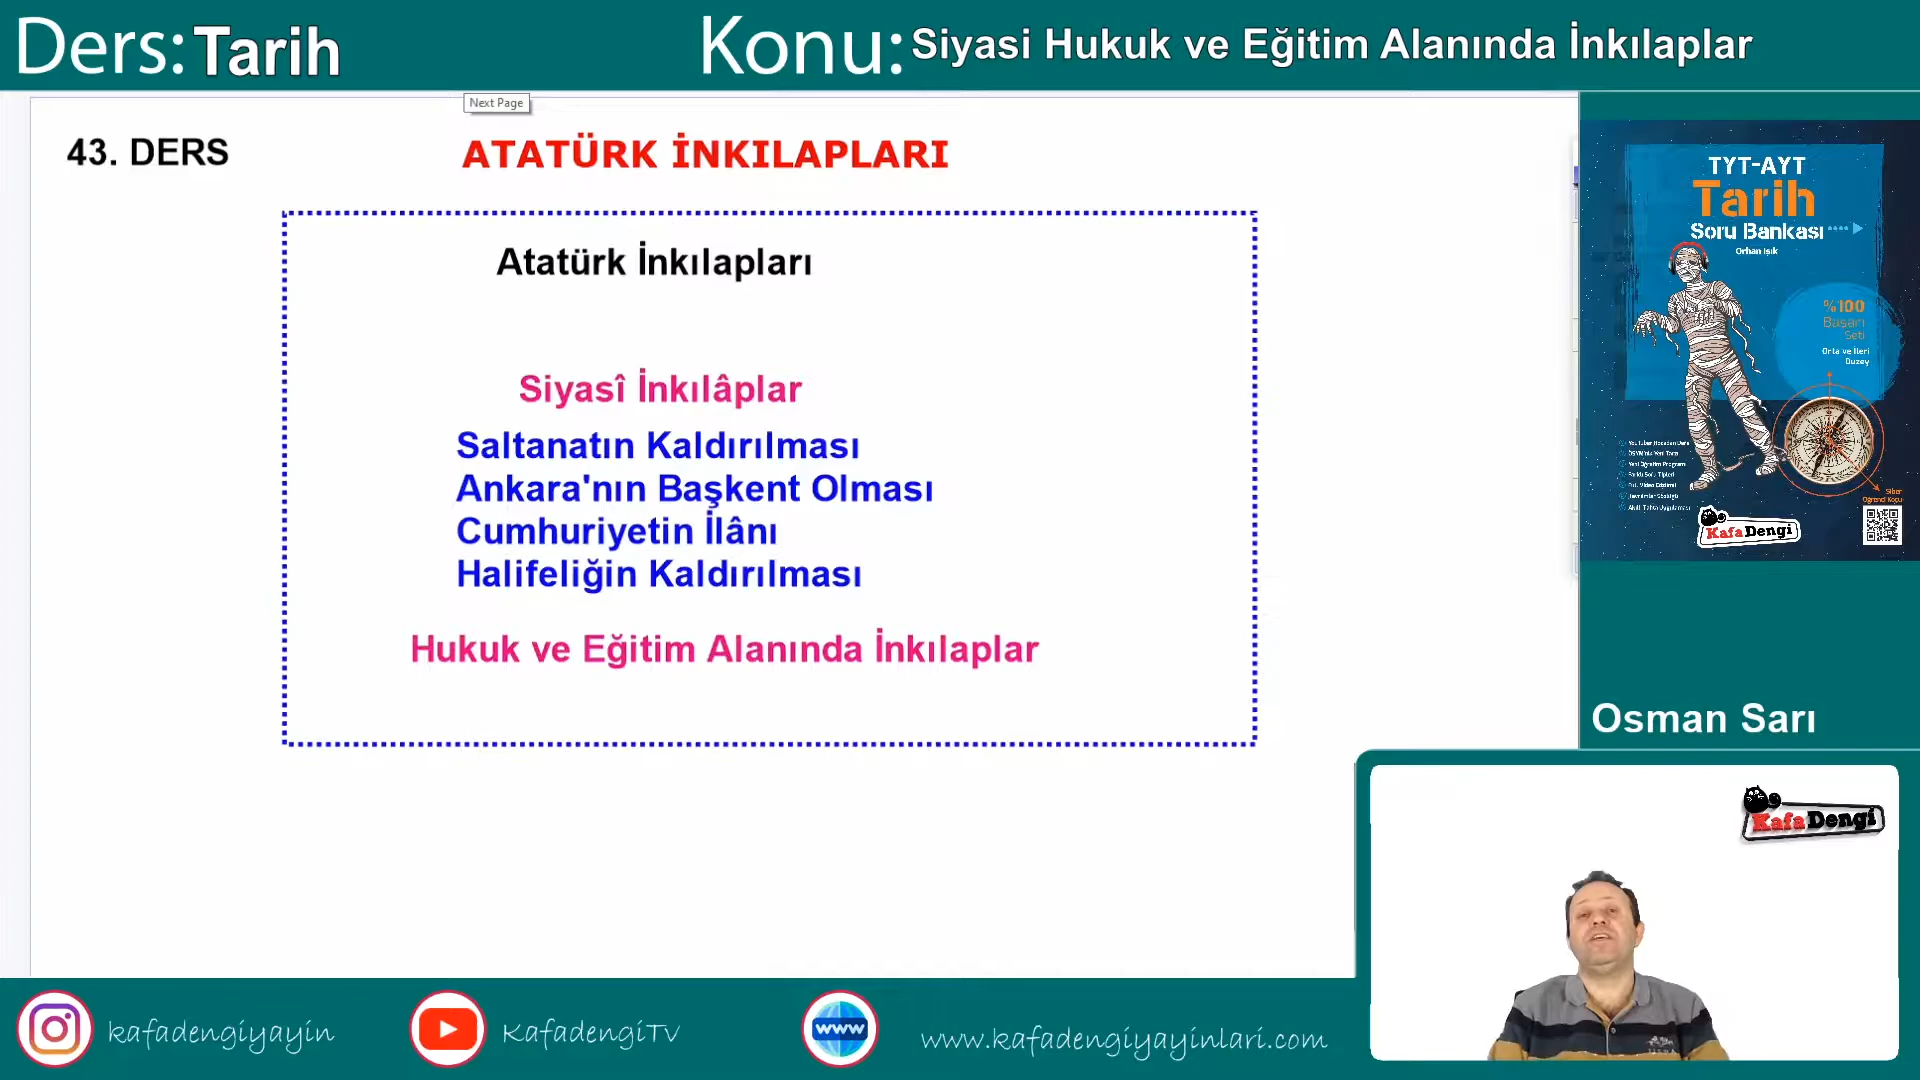 Ders: Tarih
Konu: Siyasi Hukuk ve Eğitim Alanında İnkılaplar
Next Page
43. DERS
ATATÜRK İNKILAPLARI
Atatürk İnkılapları
Siyasî İnkılâplar
Saltanatın Kaldırılması
Ankara'nın Başkent Olması
Cumhuriyetin İlânı
Halifeliğin Kaldırılması
Hukuk ve Eğitim Alanında İnkılaplar
TYT-AYT
Tarih
Soru Bankası
Orhan Işık
%100
Başarı
Seti
Orta ve İleri
Düzey
Siber
Öğrenci Koçu
KafaDengi
Osman Sarı
KafaDengi
kafadengiyayin
KafadengiTV
www
www.kafadengiyayinlari.com